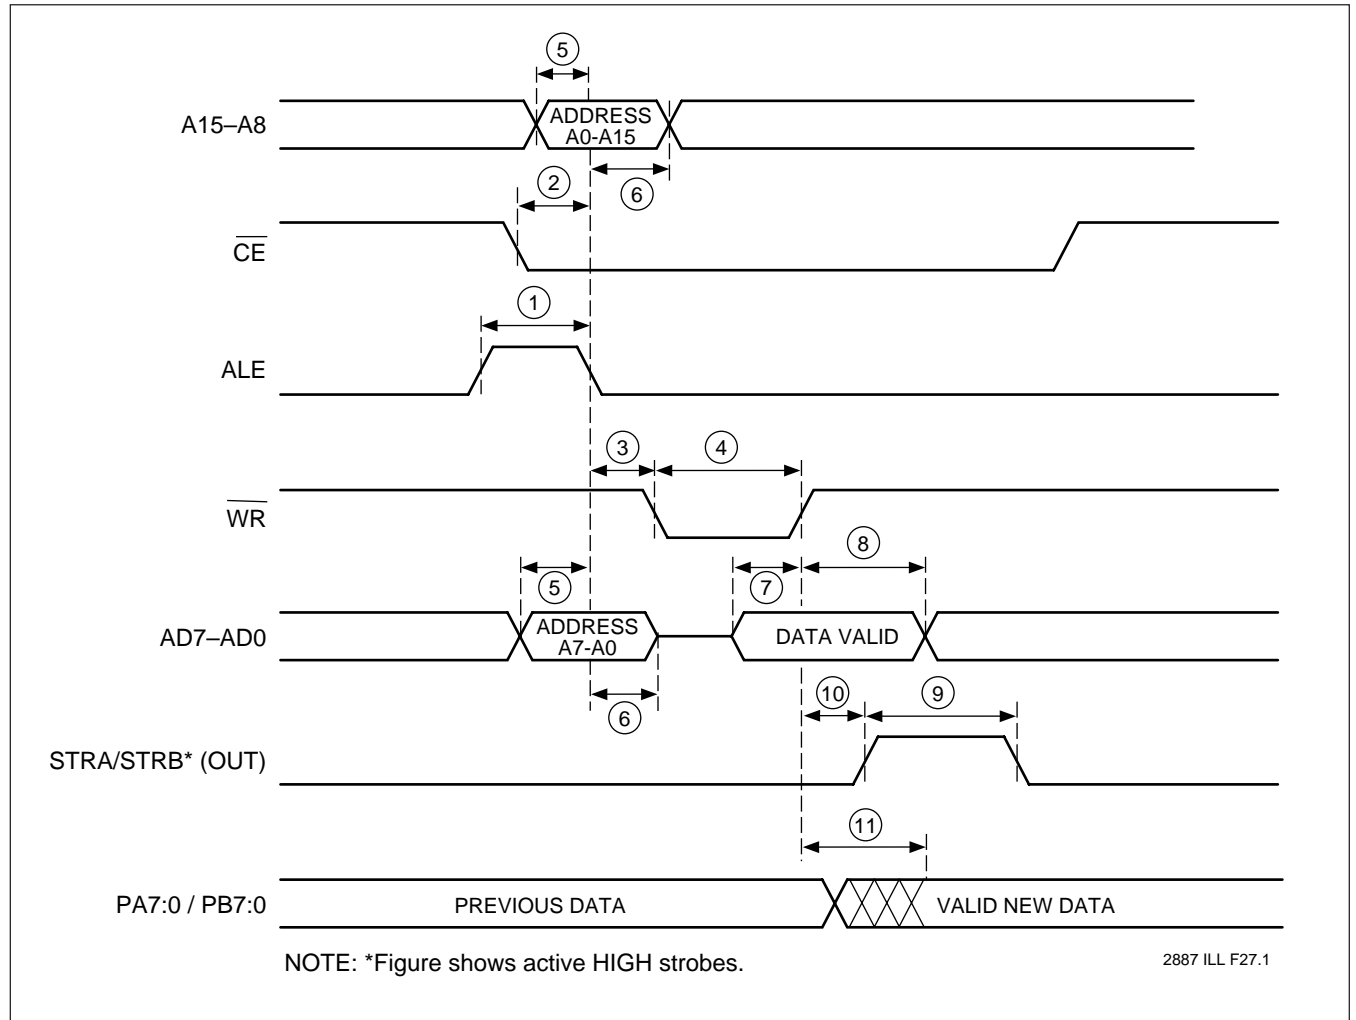 5
A15–A8
ADDRESS
A0-A15
2
6
CE
1
ALE
3
4
WR
8
5
7
AD7–AD0
ADDRESS
A7-A0
DATA VALID
6
10
9
STRA/STRB* (OUT)
11
PA7:0 / PB7:0
PREVIOUS DATA
VALID NEW DATA
NOTE: *Figure shows active HIGH strobes.
2887 ILL F27.1